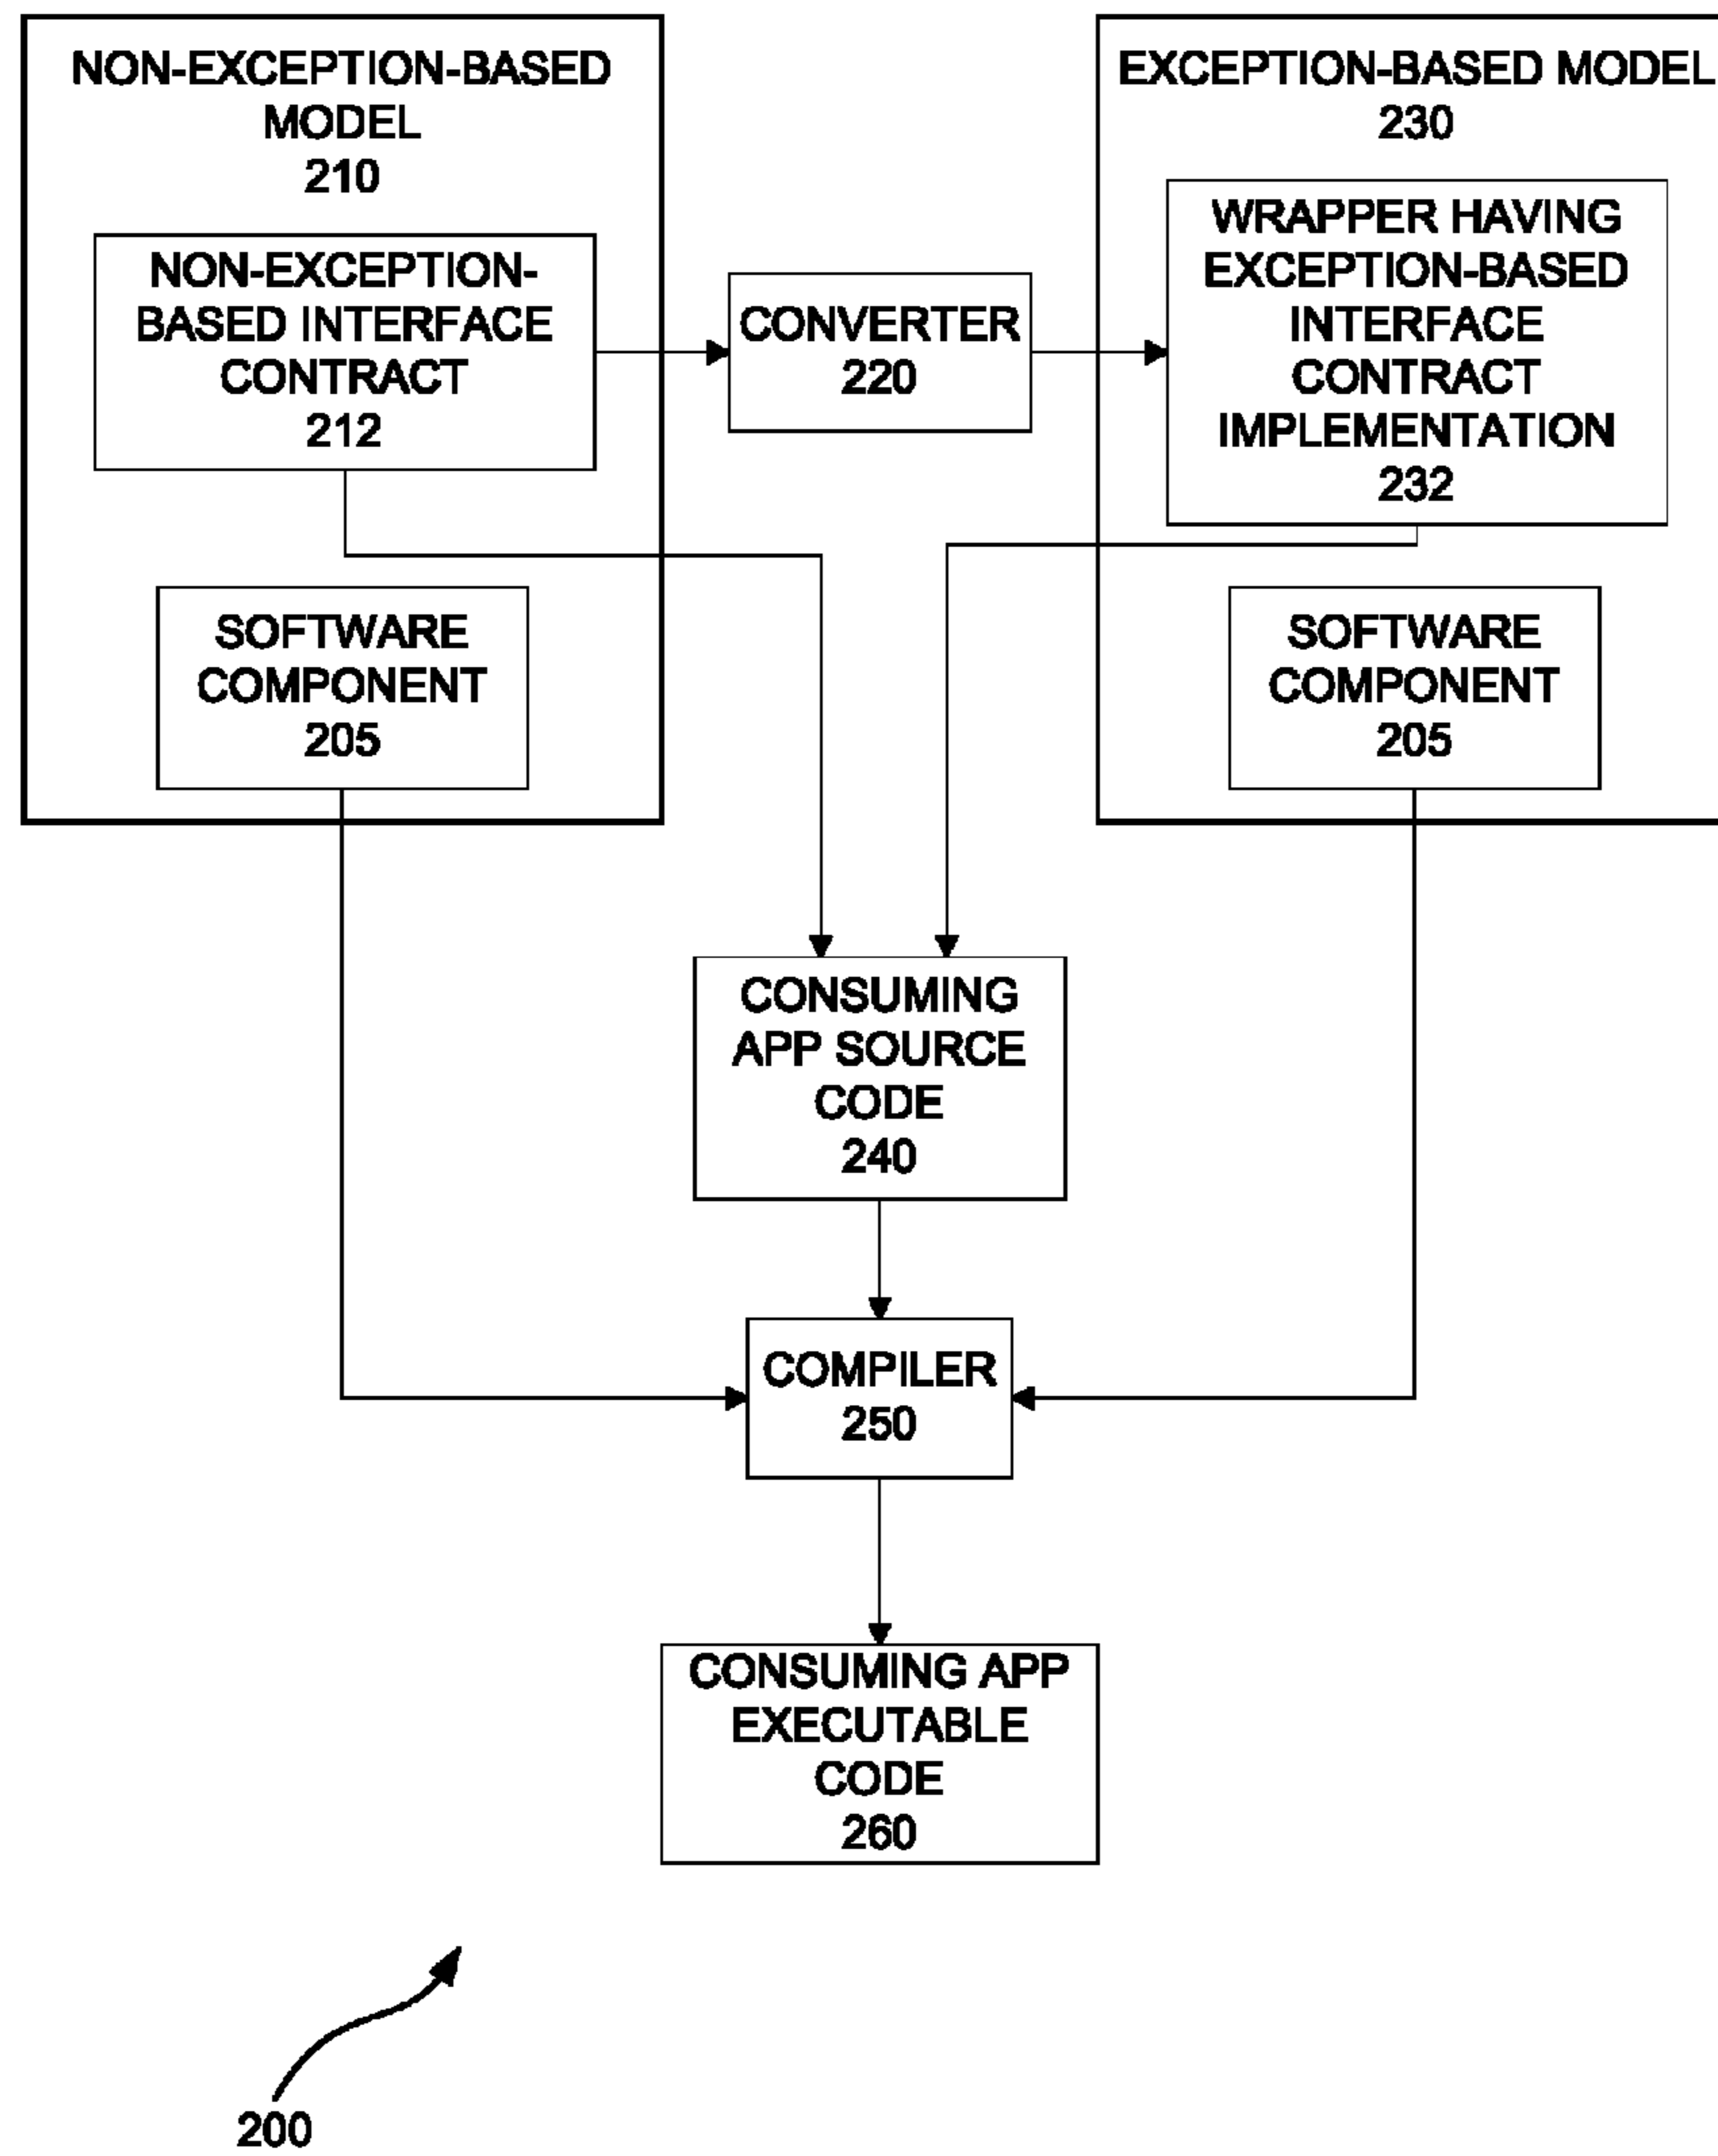 NON-EXCEPTION-BASED
MODEL
210
NON-EXCEPTION-
BASED INTERFACE
CONTRACT
212
SOFTWARE
COMPONENT
205
CONVERTER
220
EXCEPTION-BASED MODEL
230
WRAPPER HAVING
EXCEPTION-BASED
INTERFACE
CONTRACT
IMPLEMENTATION
232
SOFTWARE
COMPONENT
205
CONSUMING
APP SOURCE
CODE
240
COMPILER
250
CONSUMING APP
EXECUTABLE
CODE
260
200